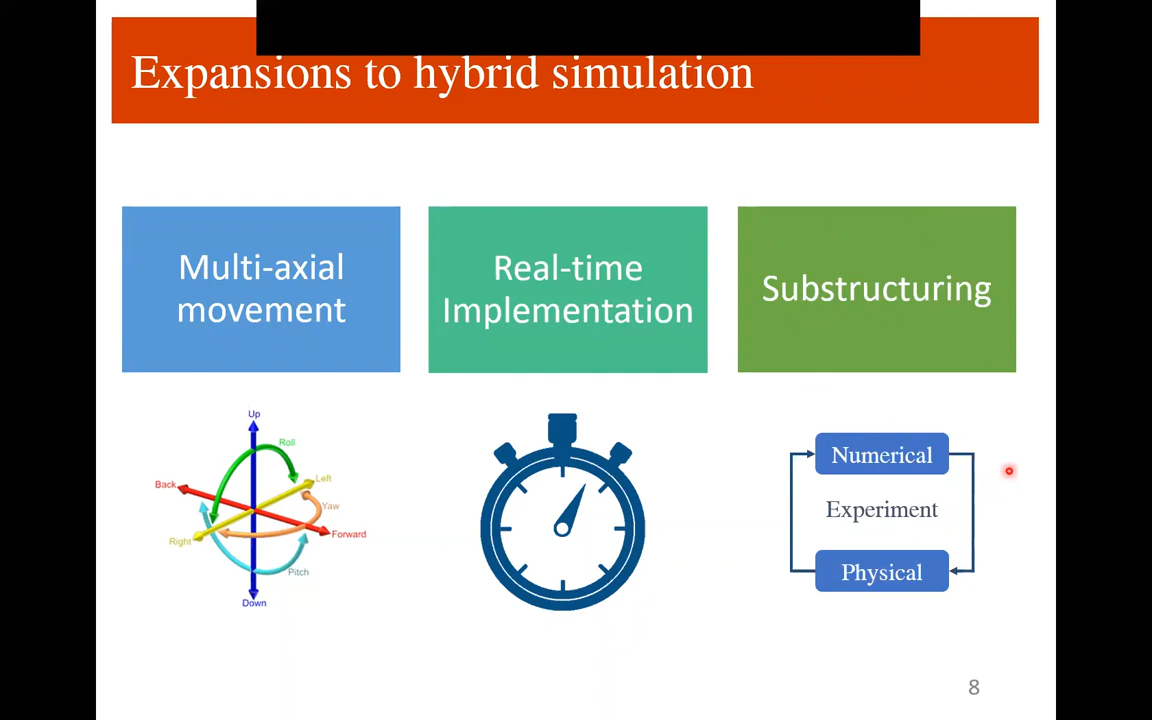 Expansions to hybrid simulation
Multi-axial
movement
Real-time
Implementation
Substructuring
Up
Roll
Back
Left
Yaw
Right
Forward
Pitch
Down
Numerical
Experiment
Physical
8